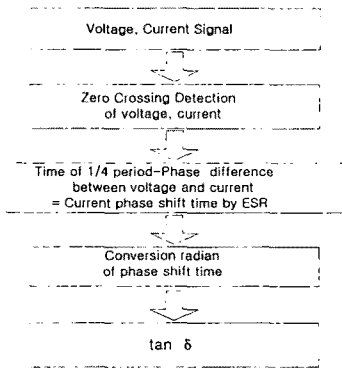 Voltage, Current Signal
Zero Crossing Detection
of voltage, current
Time of 1/4 period-Phase difference
between voltage and current
= Current phase shift time by ESR
Conversion radian
of phase shift time
tan δ